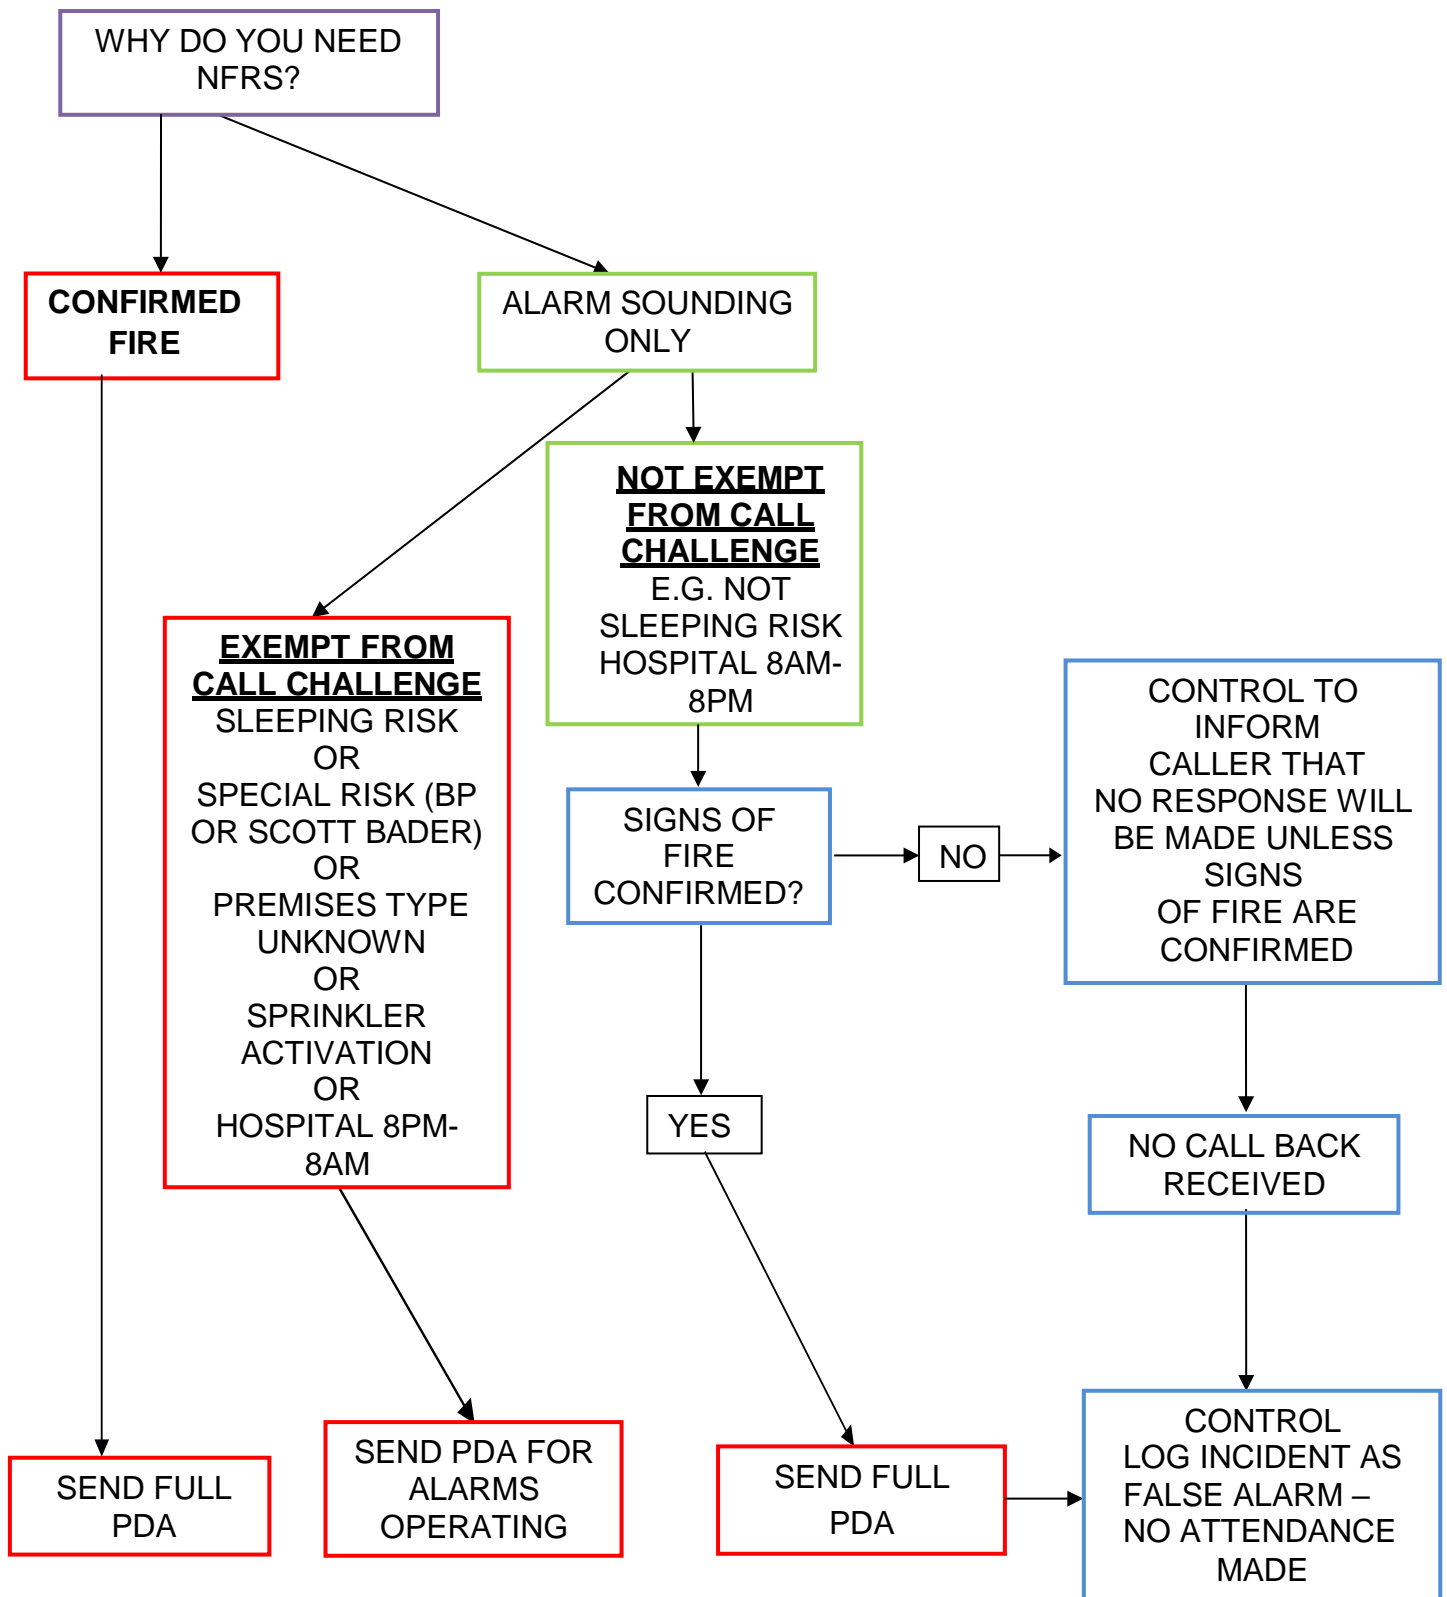 WHY DO YOU NEED
NFRS?
CONFIRMED
FIRE
ALARM SOUNDING
ONLY
NOT EXEMPT
FROM CALL
CHALLENGE
E.G. NOT
SLEEPING RISK
HOSPITAL 8AM-
8PM
EXEMPT FROM
CALL CHALLENGE
SLEEPING RISK
OR
SPECIAL RISK (BP
OR SCOTT BADER)
OR
PREMISES TYPE
UNKNOWN
OR
SPRINKLER
ACTIVATION
OR
HOSPITAL 8PM-
8AM
SIGNS OF
FIRE
CONFIRMED?
NO
CONTROL TO
INFORM
CALLER THAT
NO RESPONSE WILL
BE MADE UNLESS
SIGNS
OF FIRE ARE
CONFIRMED
YES
NO CALL BACK
RECEIVED
SEND FULL
PDA
SEND PDA FOR
ALARMS
OPERATING
SEND FULL
PDA
CONTROL
LOG INCIDENT AS
FALSE ALARM –
NO ATTENDANCE
MADE